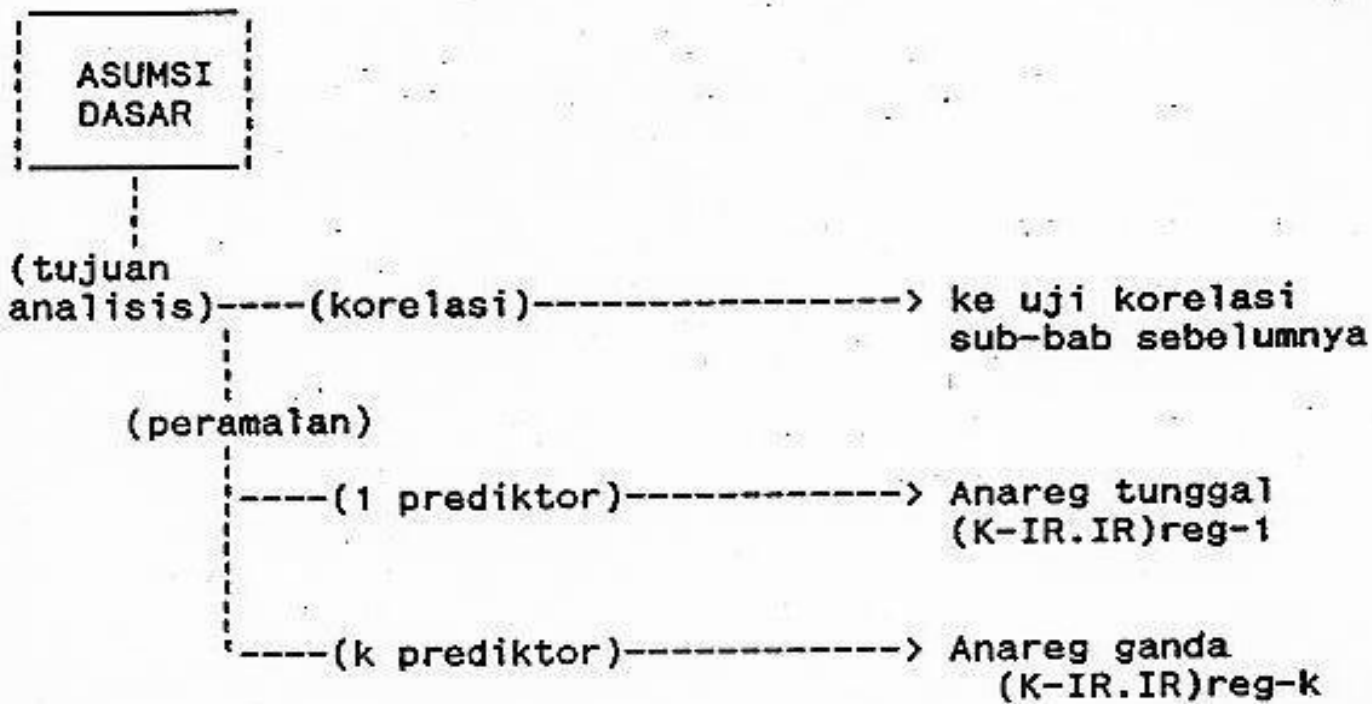 ASUMSI
DASAR
(tujuan
analisis)----(korelasi)----------------> ke uji korelasi
sub-bab sebelumnya
(peramalan)
----(1 prediktor)------------> Anareg tunggal
(K-IR.IR)reg-1
----(k prediktor)------------> Anareg ganda
(K-IR.IR)reg-k